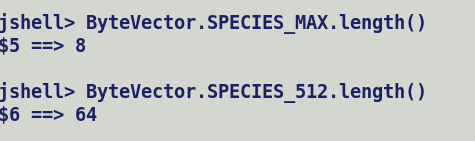 jshell> ByteVector.SPECIES_MAX.length()
$5 ==> 8
jshell> ByteVector.SPECIES_512.length()
$6 ==> 64